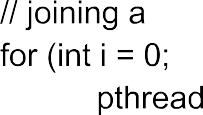 // joining a
for (int i = 0;
pthread